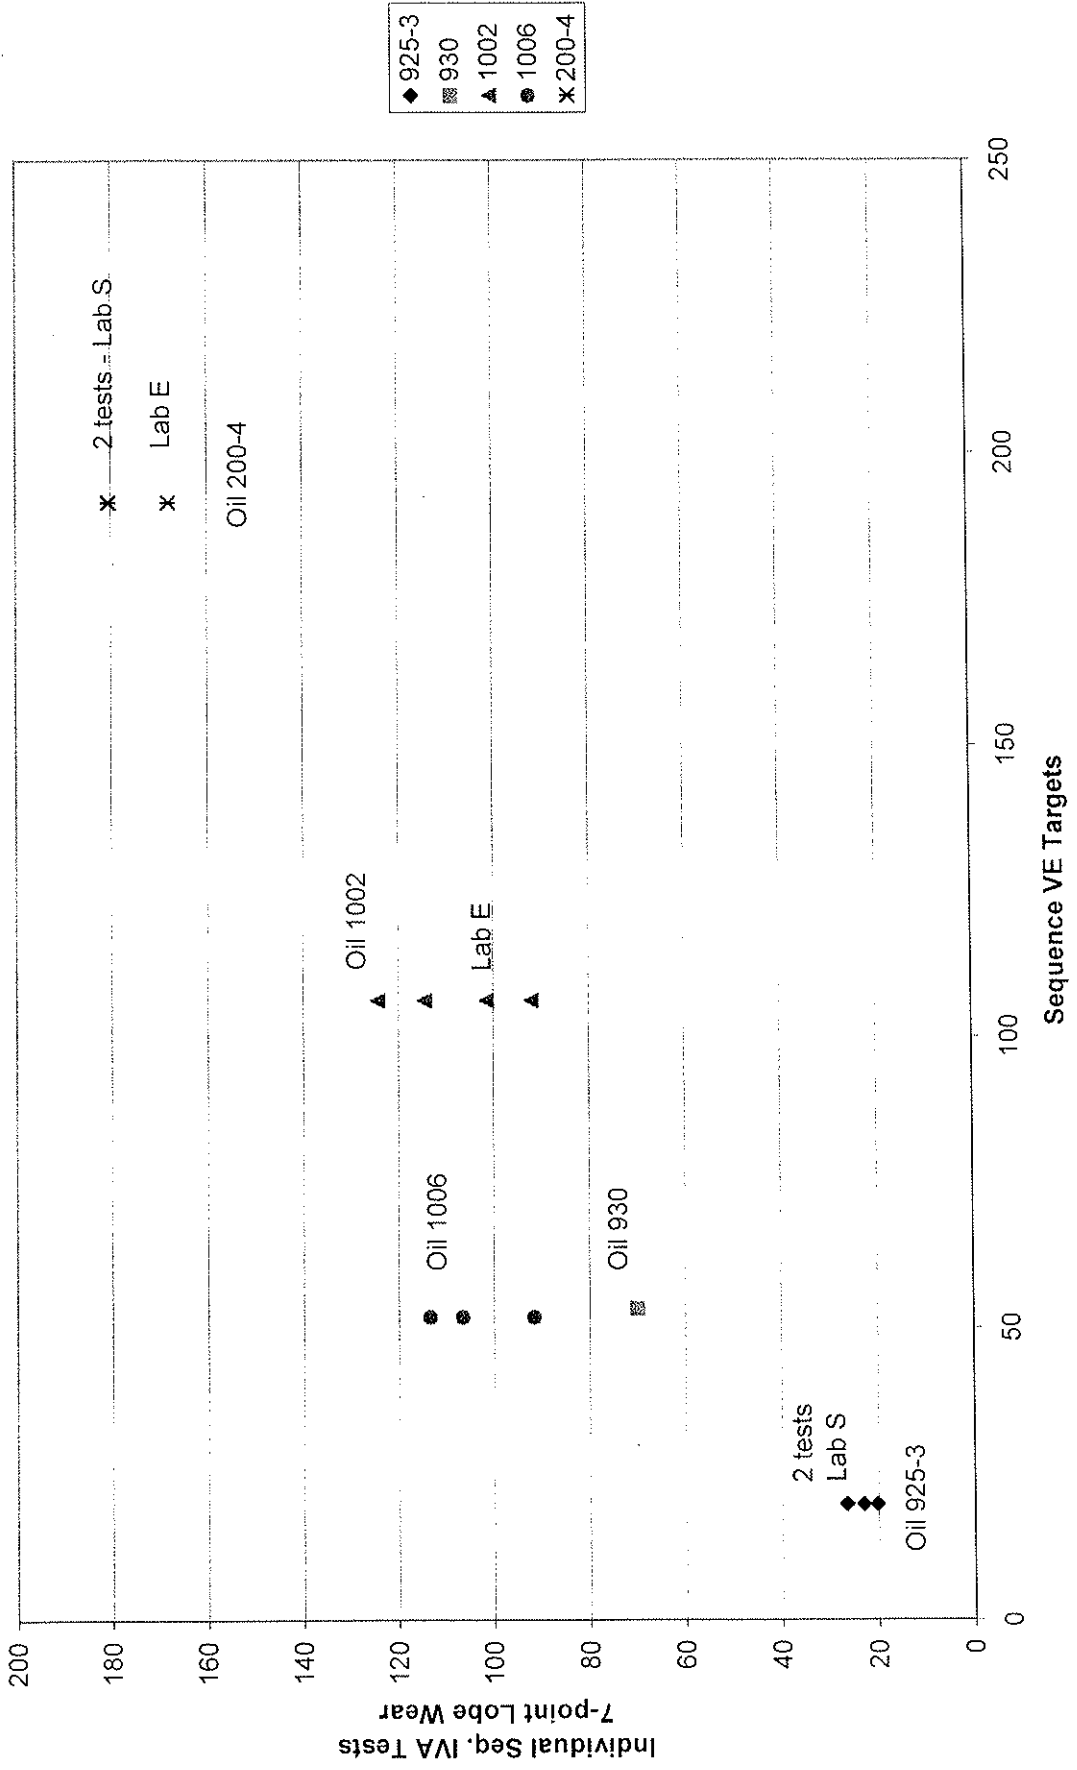 Individual Seq. IVA Tests
7-point Lobe Wear
200
180
160
140
120
100
80
60
40
20
0
2 tests - Lab S
Lab E
Oil 200-4
Oil 1002
Lab E
Oil 1006
Oil 930
2 tests
Lab S
Oil 925-3
0
50
100
150
200
250
Sequence VE Targets
925-3
930
1002
1006
200-4